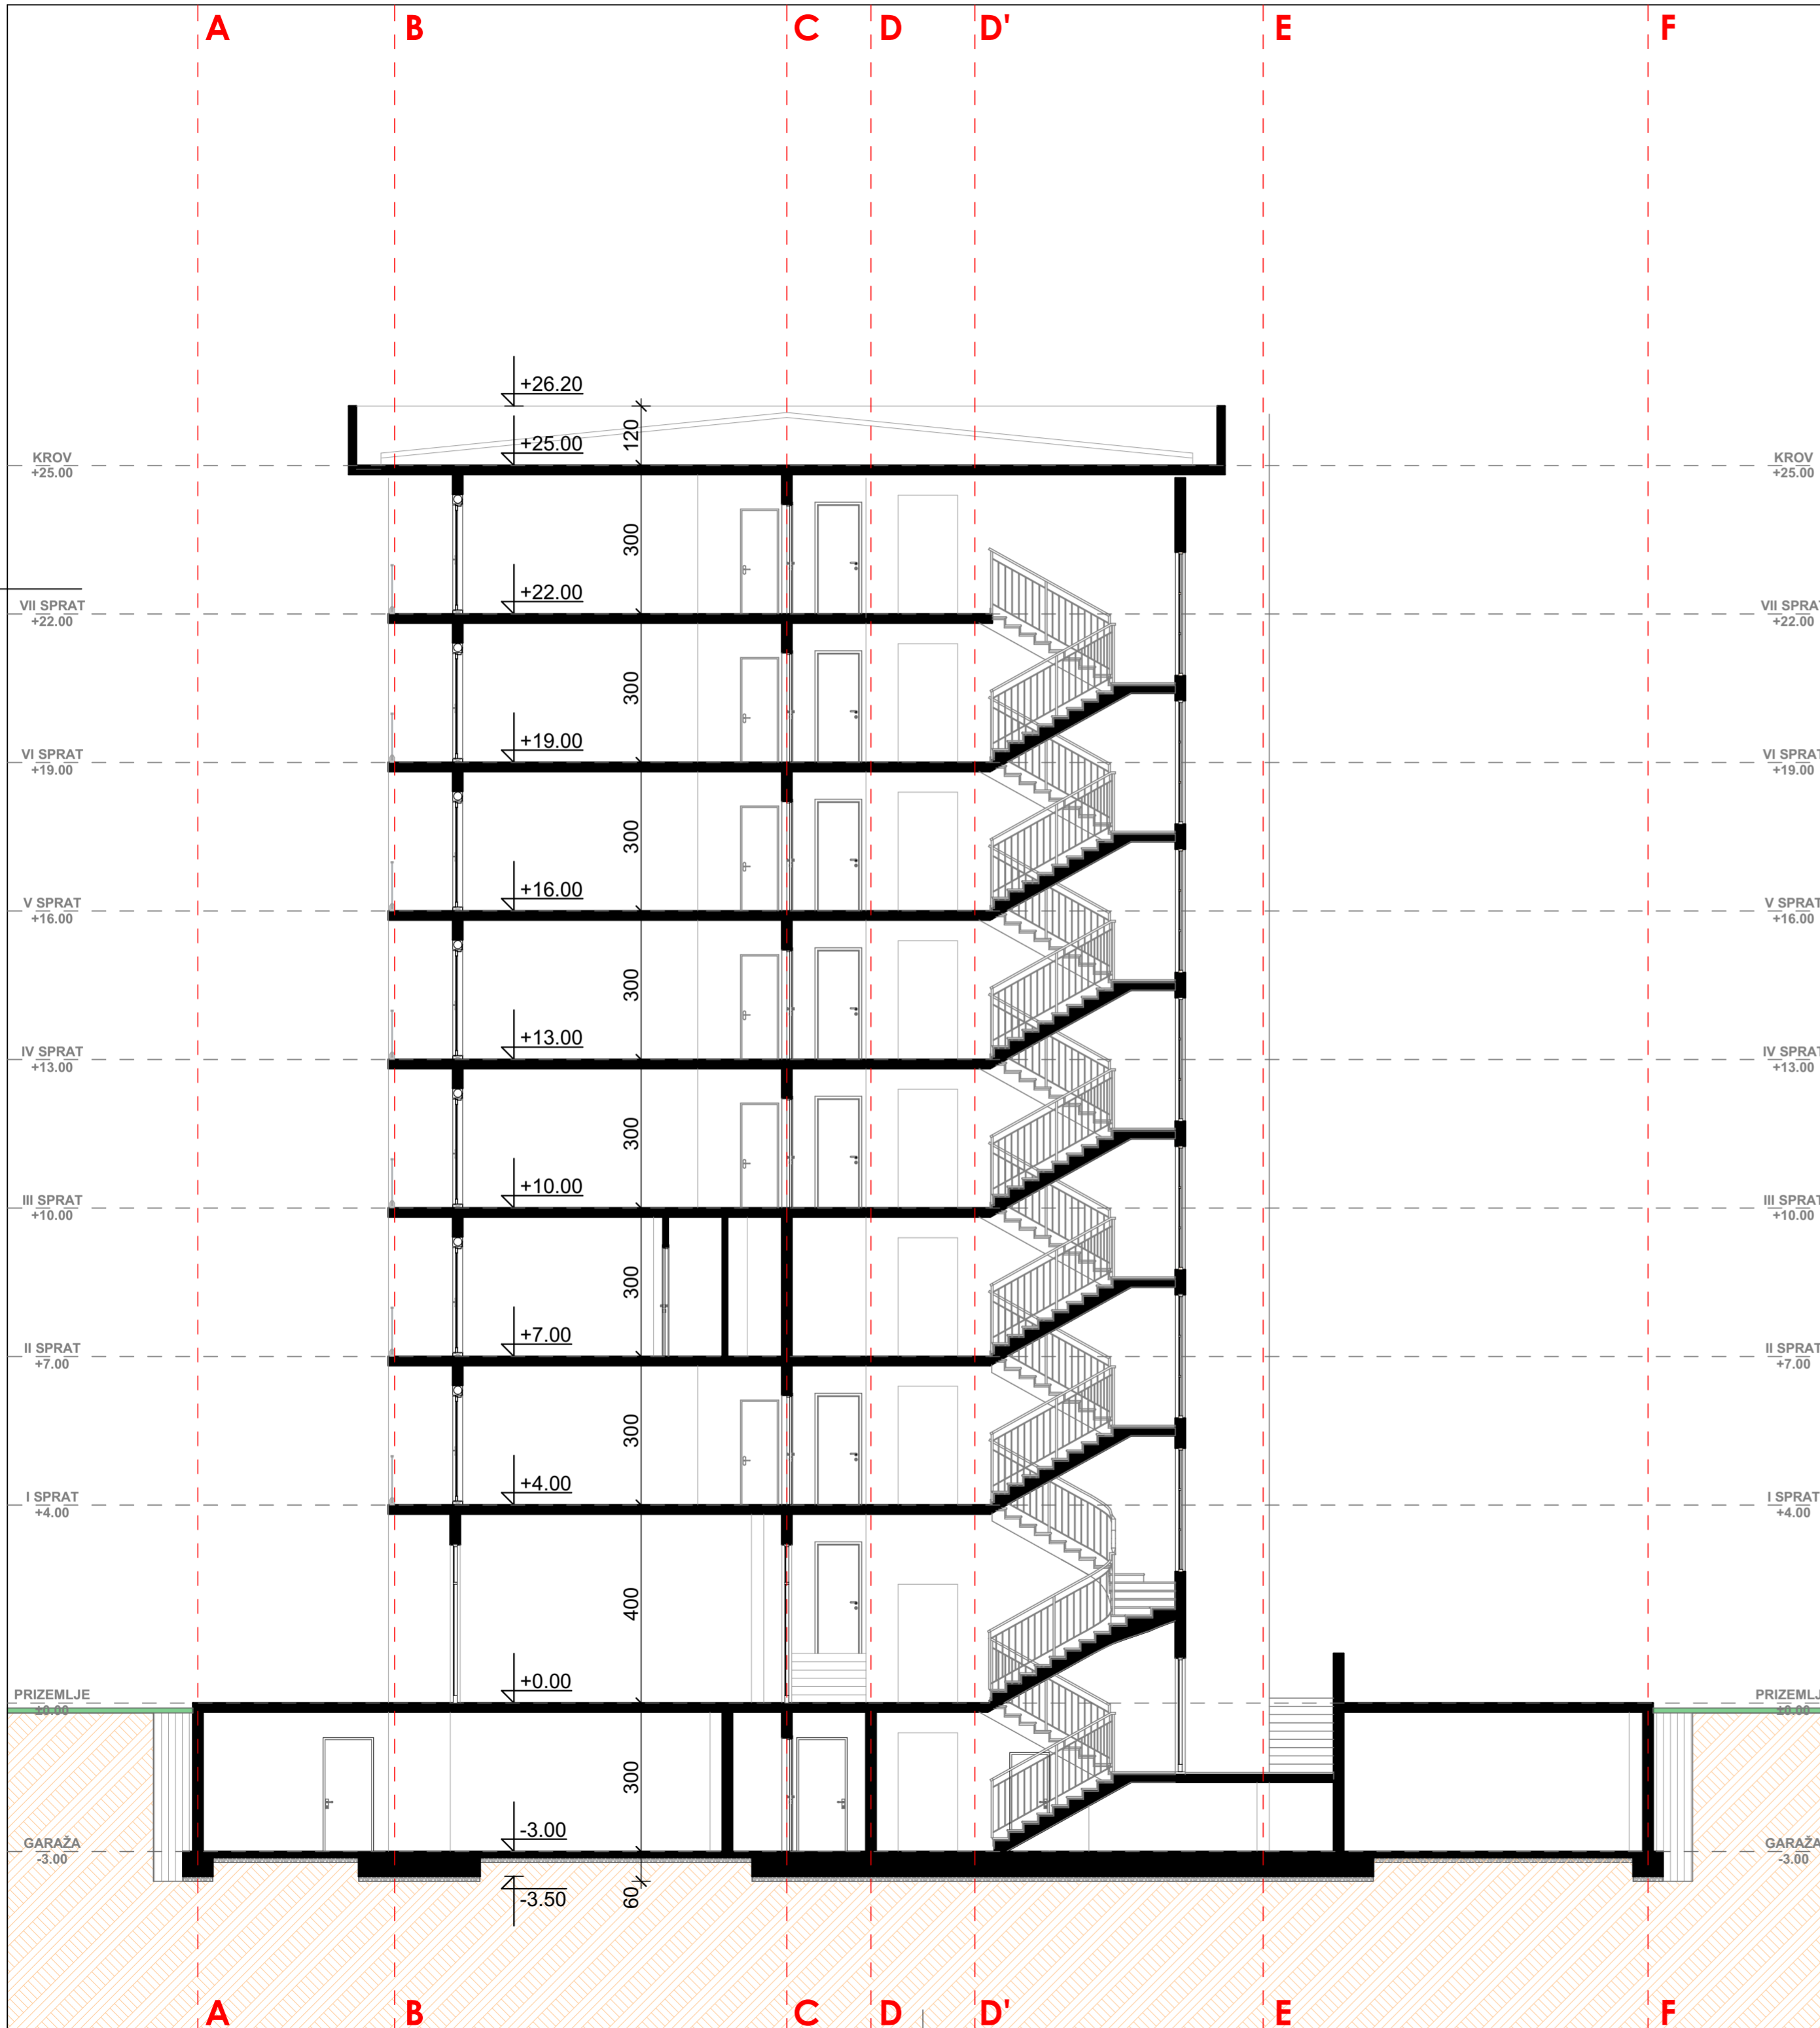 A B C D D' E F
+26.20
120
+25.00
KROV
+25.00
KROV
+25.00
300
+22.00
VII SPRAT
+22.00
VII SPRAT
+22.00
300
+19.00
VI SPRAT
+19.00
VI SPRAT
+19.00
300
+16.00
V SPRAT
+16.00
V SPRAT
+16.00
300
+13.00
IV SPRAT
+13.00
IV SPRAT
+13.00
300
+10.00
III SPRAT
+10.00
III SPRAT
+10.00
300
+7.00
II SPRAT
+7.00
II SPRAT
+7.00
300
+4.00
I SPRAT
+4.00
I SPRAT
+4.00
400
+0.00
PRIZEMLJE
±0.00
PRIZEMLJ
±0.00
300
-3.00
GARAŽA
-3.00
GARAŽA
-3.00
-3.50
60
A B C D D' E F